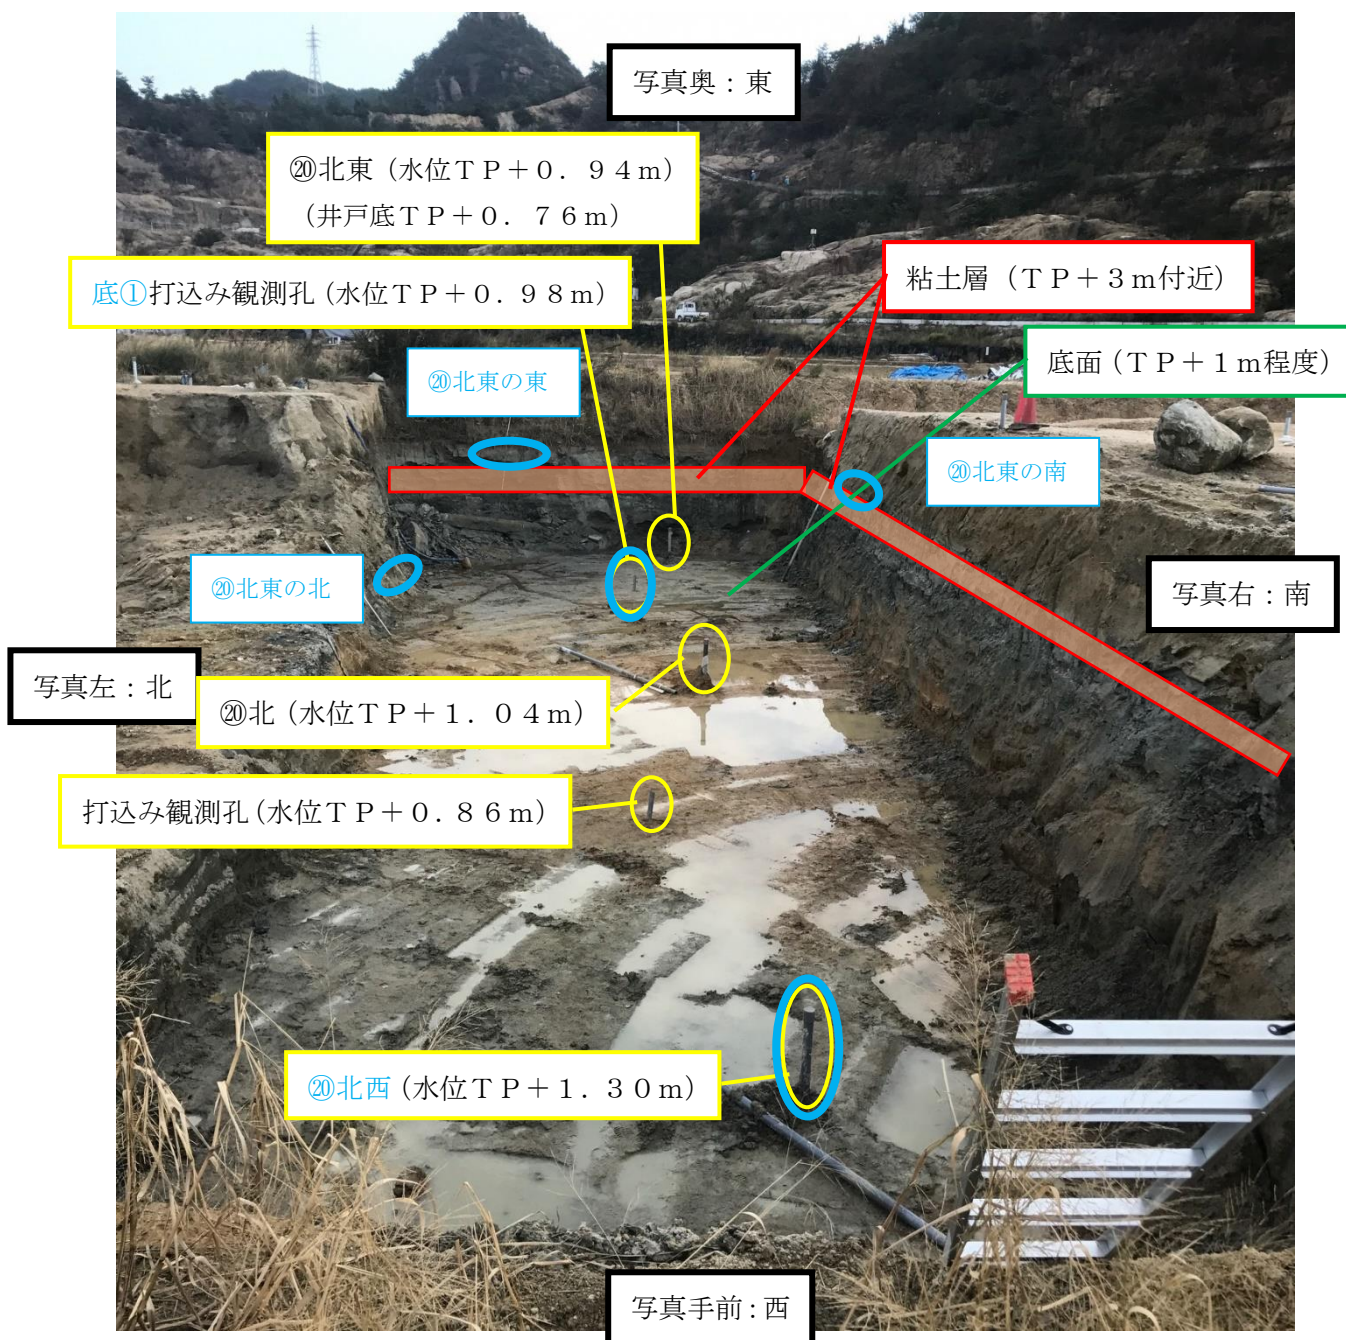 写真奥：東
⑳北東（水位ＴＰ＋０．９４ｍ）
（井戸底ＴＰ＋０．７６ｍ）
粘土層（ＴＰ＋３ｍ付近）
底①打込み観測孔（水位ＴＰ＋０．９８ｍ）
底面（ＴＰ＋１ｍ程度）
⑳北東の東
⑳北東の南
⑳北東の北
写真右：南
写真左：北
⑳北（水位ＴＰ＋１．０４ｍ）
打込み観測孔（水位ＴＰ＋０．８６ｍ）
⑳北西（水位ＴＰ＋１．３０ｍ）
写真手前：西